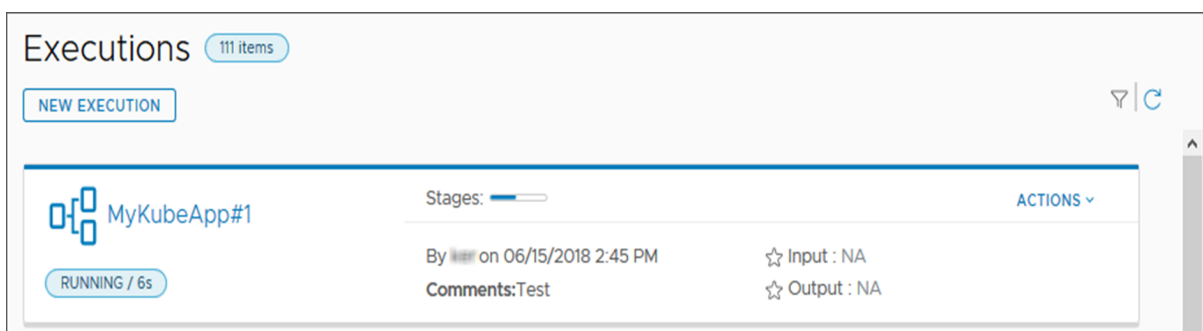 Executions 111 items
NEW EXECUTION
MyKubeApp#1
RUNNING / 6s
Stages:
ACTIONS
By on 06/15/2018 2:45 PM
Comments:Test
Input : NA
Output : NA